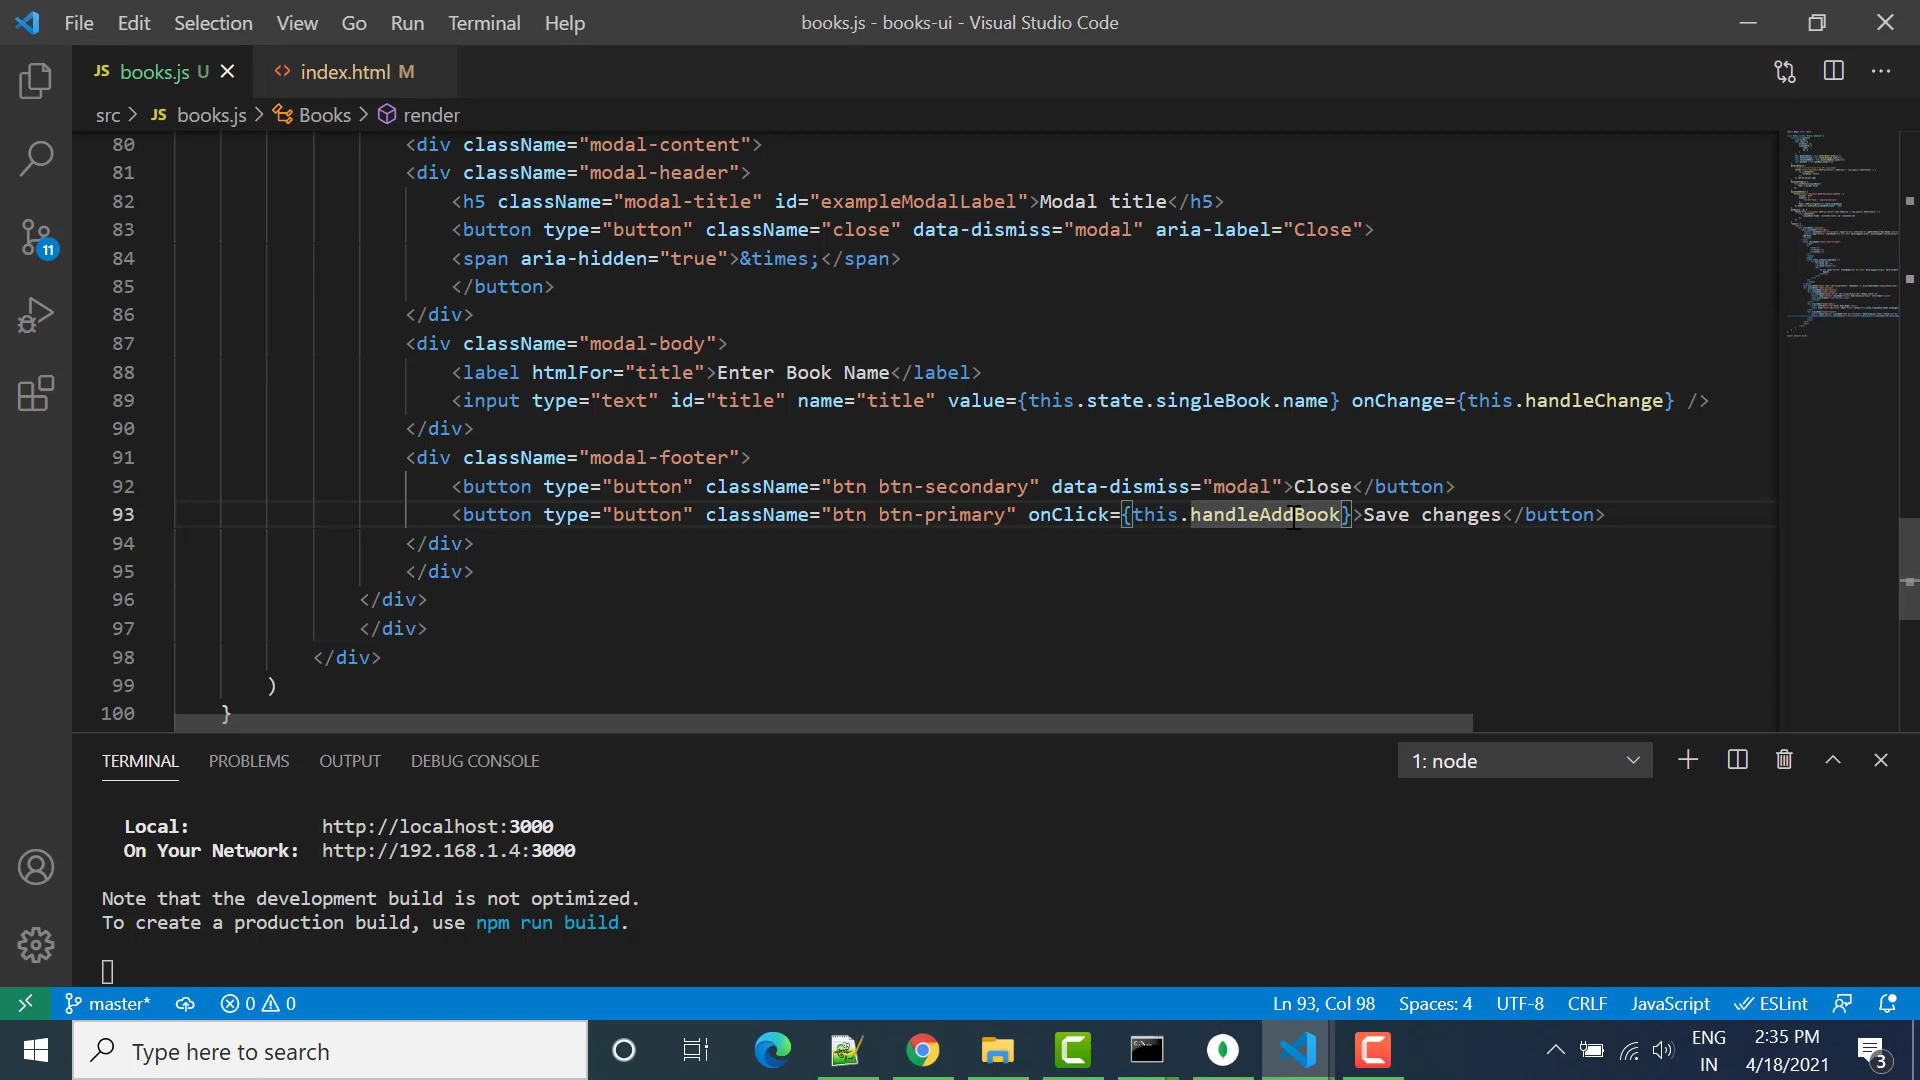 File Edit Selection View Go Run Terminal Help books.js - books-ui - Visual Studio Code
JS books.js U index.html M
src > JS books.js > Books > render
80 <div className="modal-content">
81 <div className="modal-header">
82 <h5 className="modal-title" id="exampleModalLabel">Modal title</h5>
83 <button type="button" className="close" data-dismiss="modal" aria-label="Close">
84 <span aria-hidden="true">&times;</span>
85 </button>
86 </div>
87 <div className="modal-body">
88 <label htmlFor="title">Enter Book Name</label>
89 <input type="text" id="title" name="title" value={this.state.singleBook.name} onChange={this.handleChange} />
90 </div>
91 <div className="modal-footer">
92 <button type="button" className="btn btn-secondary" data-dismiss="modal">Close</button>
93 <button type="button" className="btn btn-primary" onClick={this.handleAddBook}>Save changes</button>
94 </div>
95 </div>
96 </div>
97 </div>
98 </div>
99 )
100 }
11
TERMINAL PROBLEMS OUTPUT DEBUG CONSOLE 1: node
Local: http://localhost:3000
On Your Network: http://192.168.1.4:3000
Note that the development build is not optimized.
To create a production build, use npm run build.
master* 0 0 Ln 93, Col 98 Spaces: 4 UTF-8 CRLF JavaScript ESLint
Type here to search
ENG
IN
2:35 PM
4/18/2021
3